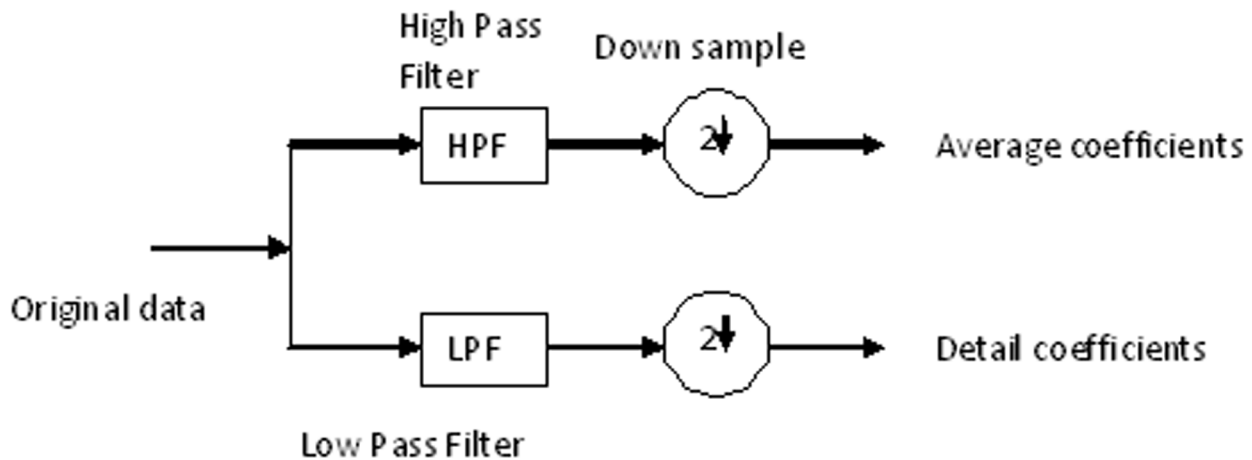 High Pass
Filter
Down sample
HPF
2
Average coefficients
Original data
LPF
2
Detail coefficients
Low Pass Filter